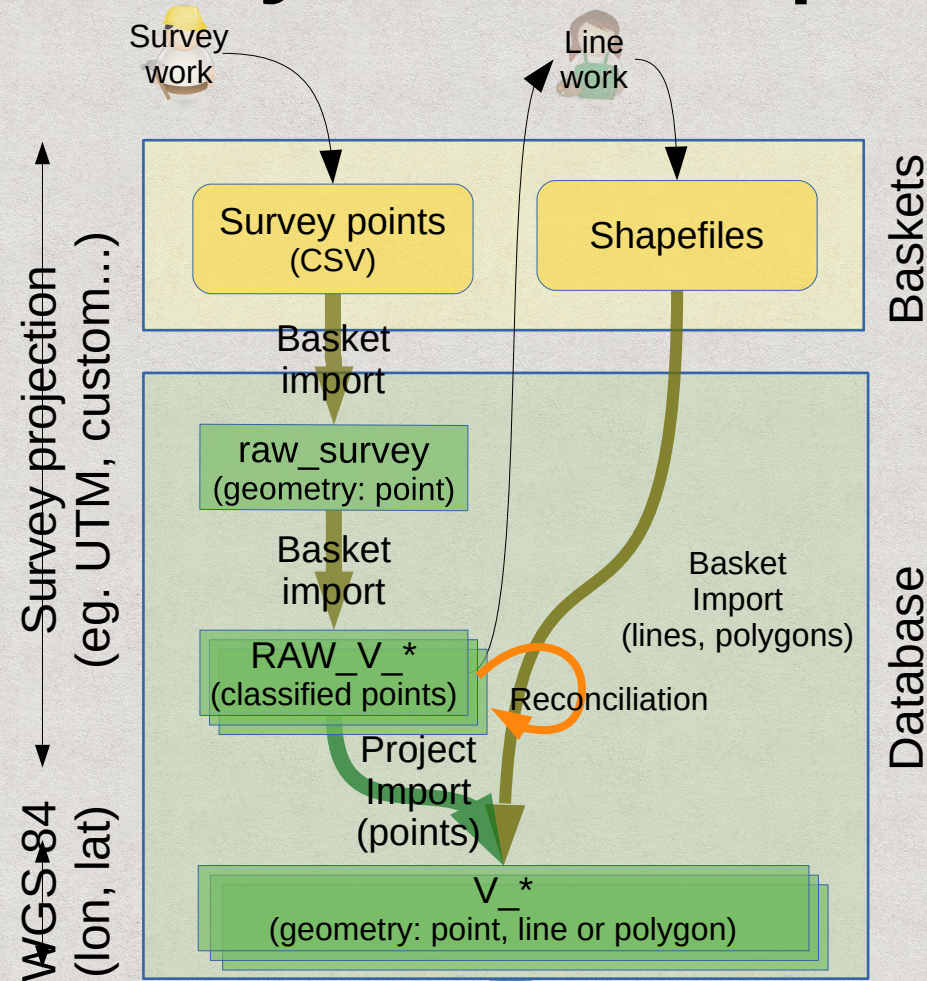 Survey
work
Line
work
Survey points
(CSV)
Shapefiles
Baskets
Basket
import
Survey projection
(eg. UTM, custom...)
raw_survey
(geometry: point)
Basket
import
Basket
Import
(lines, polygons)
Database
RAW_V_*
(classified points)
Reconciliation
Project
Import
(points)
WGS-84
(lon, lat)
V_*
(geometry: point, line or polygon)